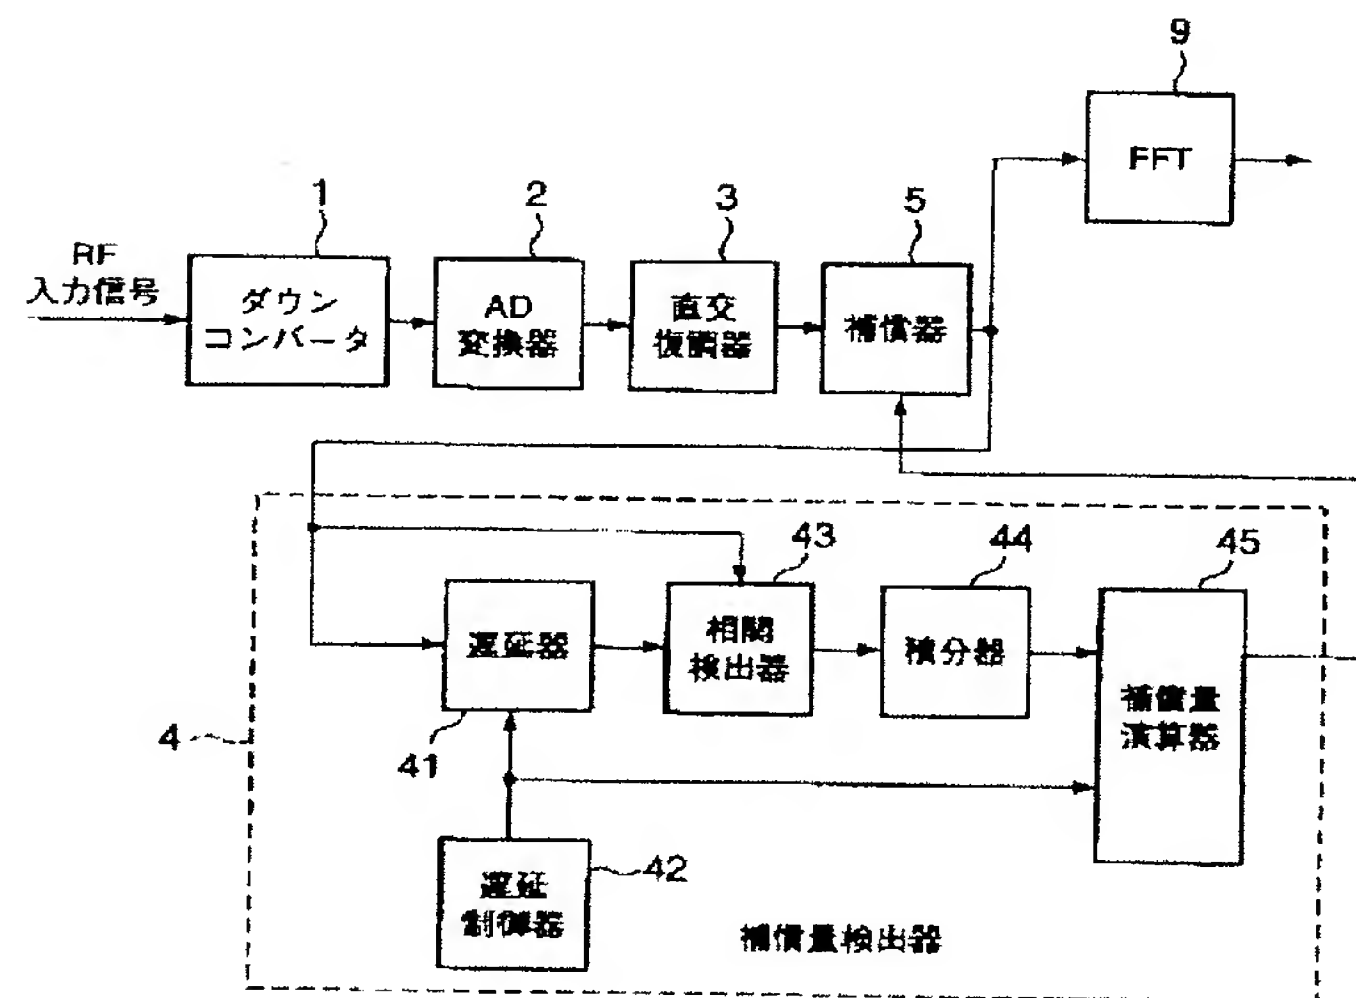 9
FFT
1
2
3
5
RF
入力信号
ダウン
コンバータ
AD
変換器
直交
復調器
補償器
43
44
45
遅延器
相関
検出器
積分器
補償量
演算器
4
41
42
遅延
制御器
補償量検出器